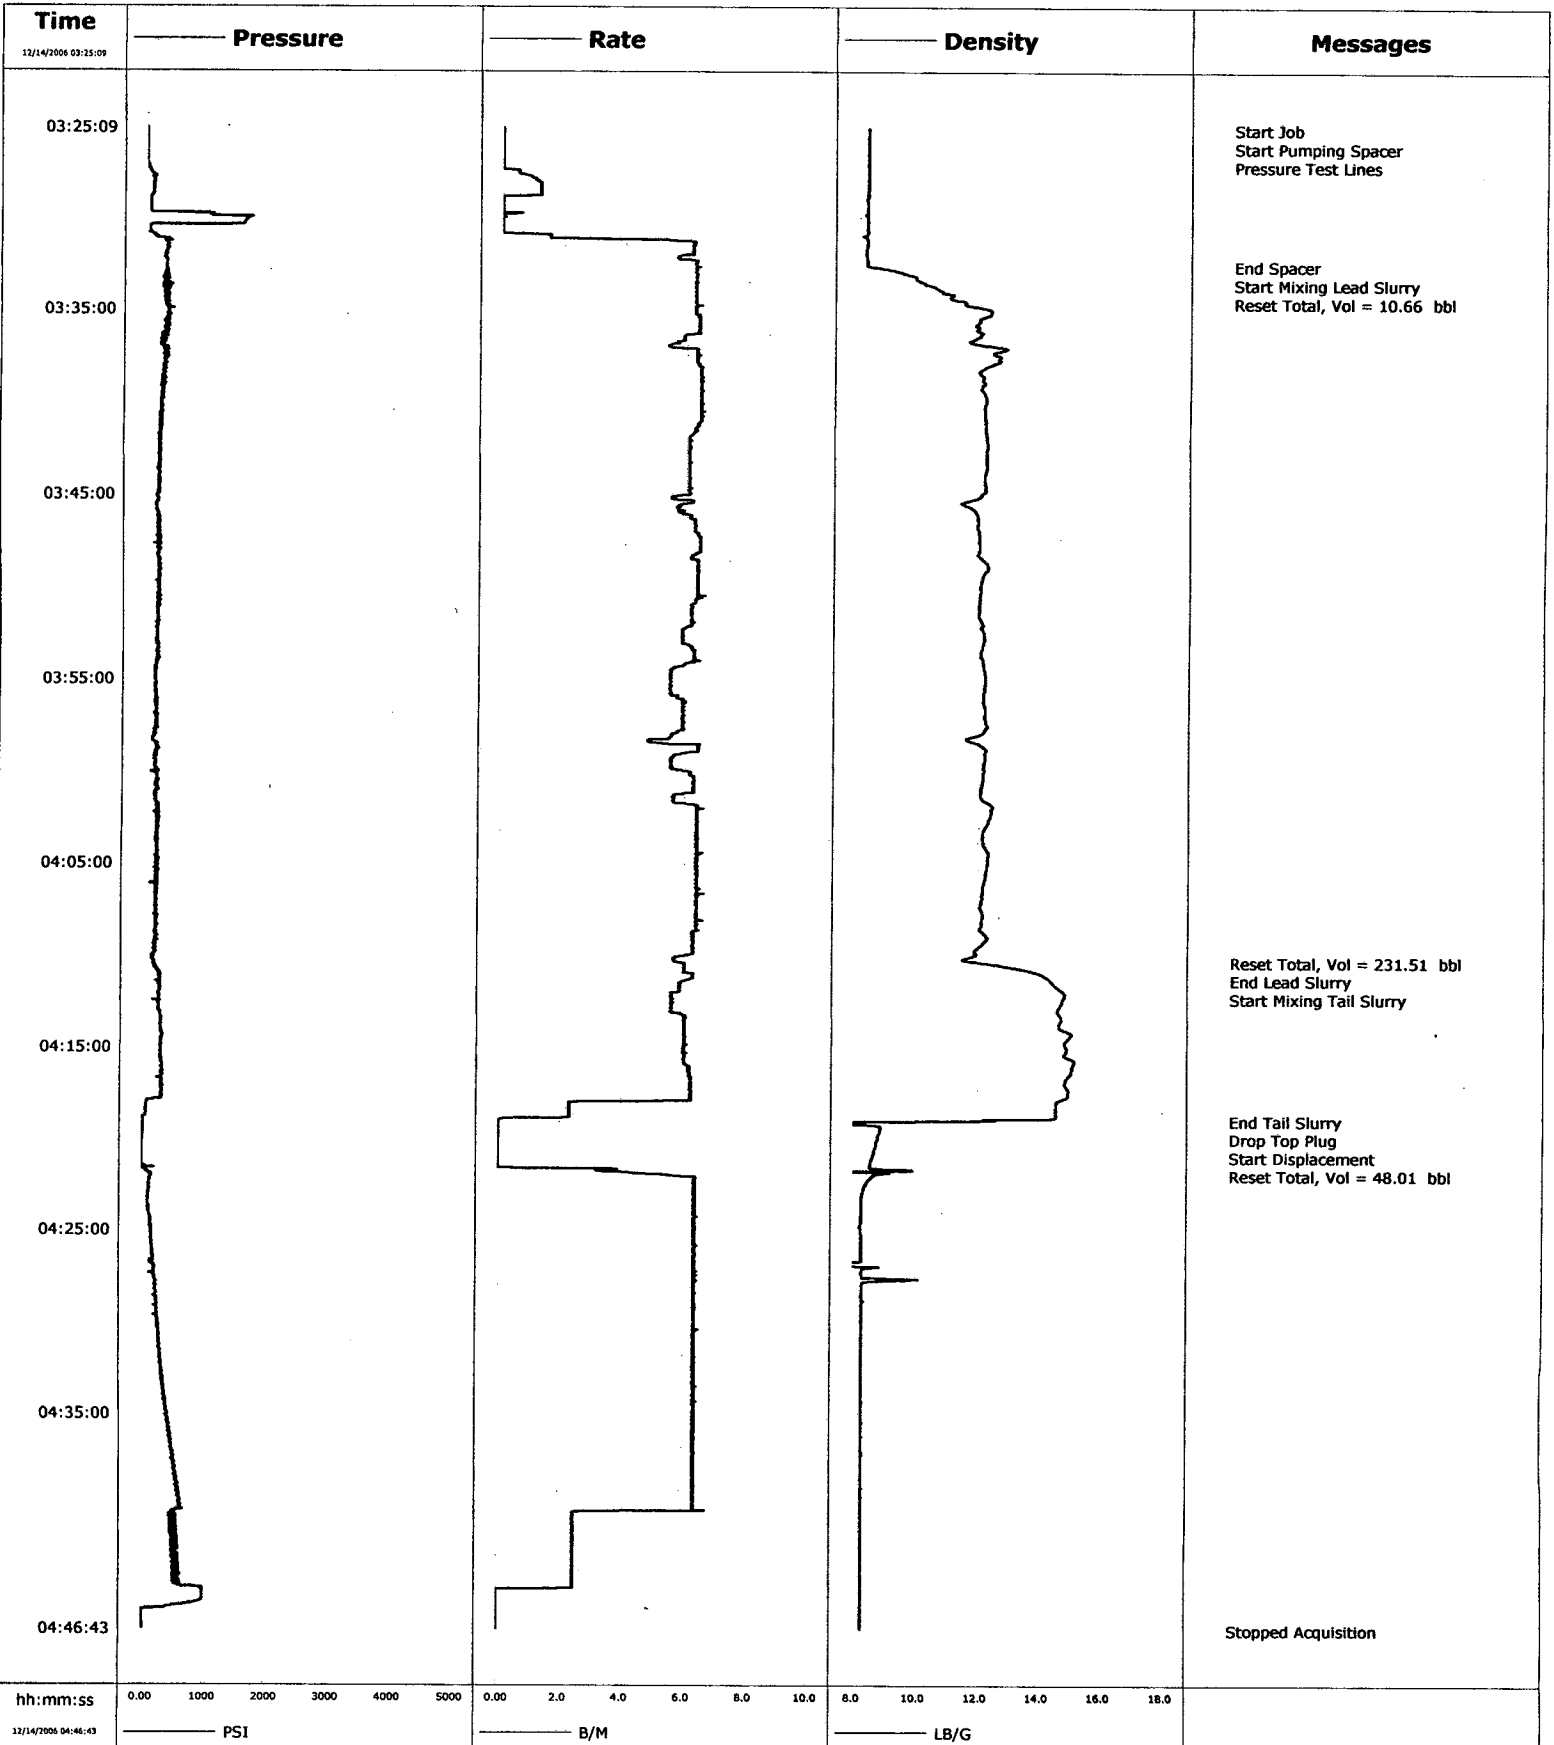 Time
12/14/2006 03:25:09
Pressure
Rate
Density
Messages
03:25:09
Start Job
Start Pumping Spacer
Pressure Test Lines
End Spacer
Start Mixing Lead Slurry
03:35:00
Reset Total, Vol = 10.66 bbl
03:45:00
03:55:00
04:05:00
Reset Total, Vol = 231.51 bbl
End Lead Slurry
Start Mixing Tail Slurry
04:15:00
End Tail Slurry
Drop Top Plug
Start Displacement
Reset Total, Vol = 48.01 bbl
04:25:00
04:35:00
04:46:43
Stopped Acquisition
hh:mm:ss
0.00 1000 2000 3000 4000 5000
0.00 2.0 4.0 6.0 8.0 10.0
8.0 10.0 12.0 14.0 16.0 18.0
12/14/2006 04:46:43
PSI
B/M
LB/G